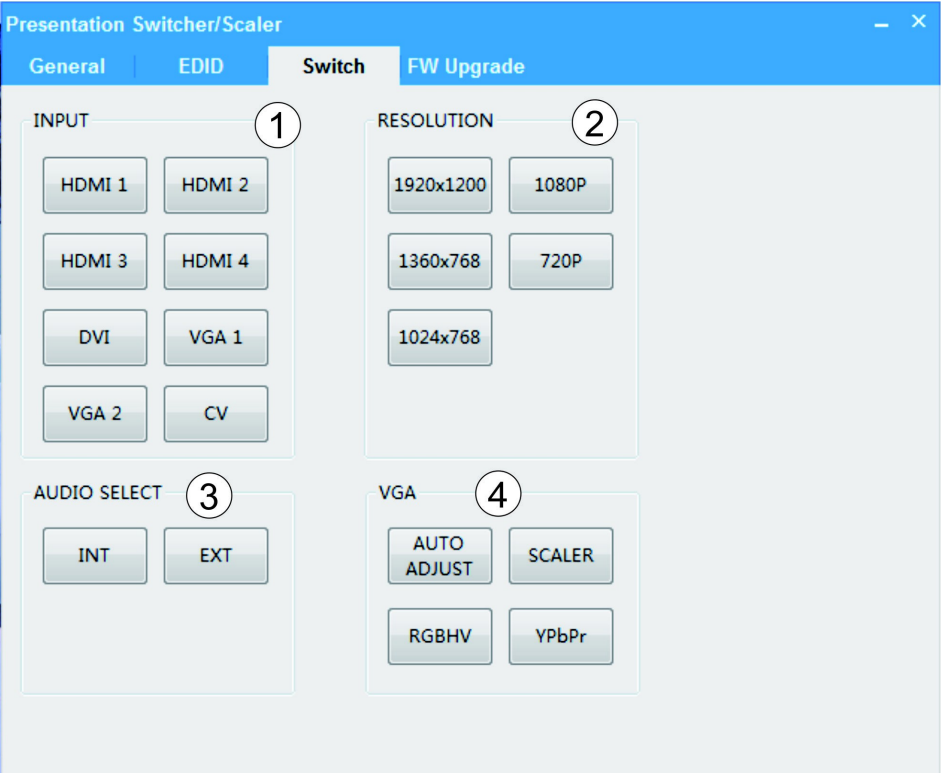 Presentation Switcher/Scaler
General EDID Switch FW Upgrade
INPUT 1
HDMI 1 HDMI 2
HDMI 3 HDMI 4
DVI VGA 1
VGA 2 CV
RESOLUTION 2
1920x1200 1080P
1360x768 720P
1024x768
AUDIO SELECT 3
INT EXT
VGA 4
AUTO
ADJUST
SCALER
RGBHV YPbPr